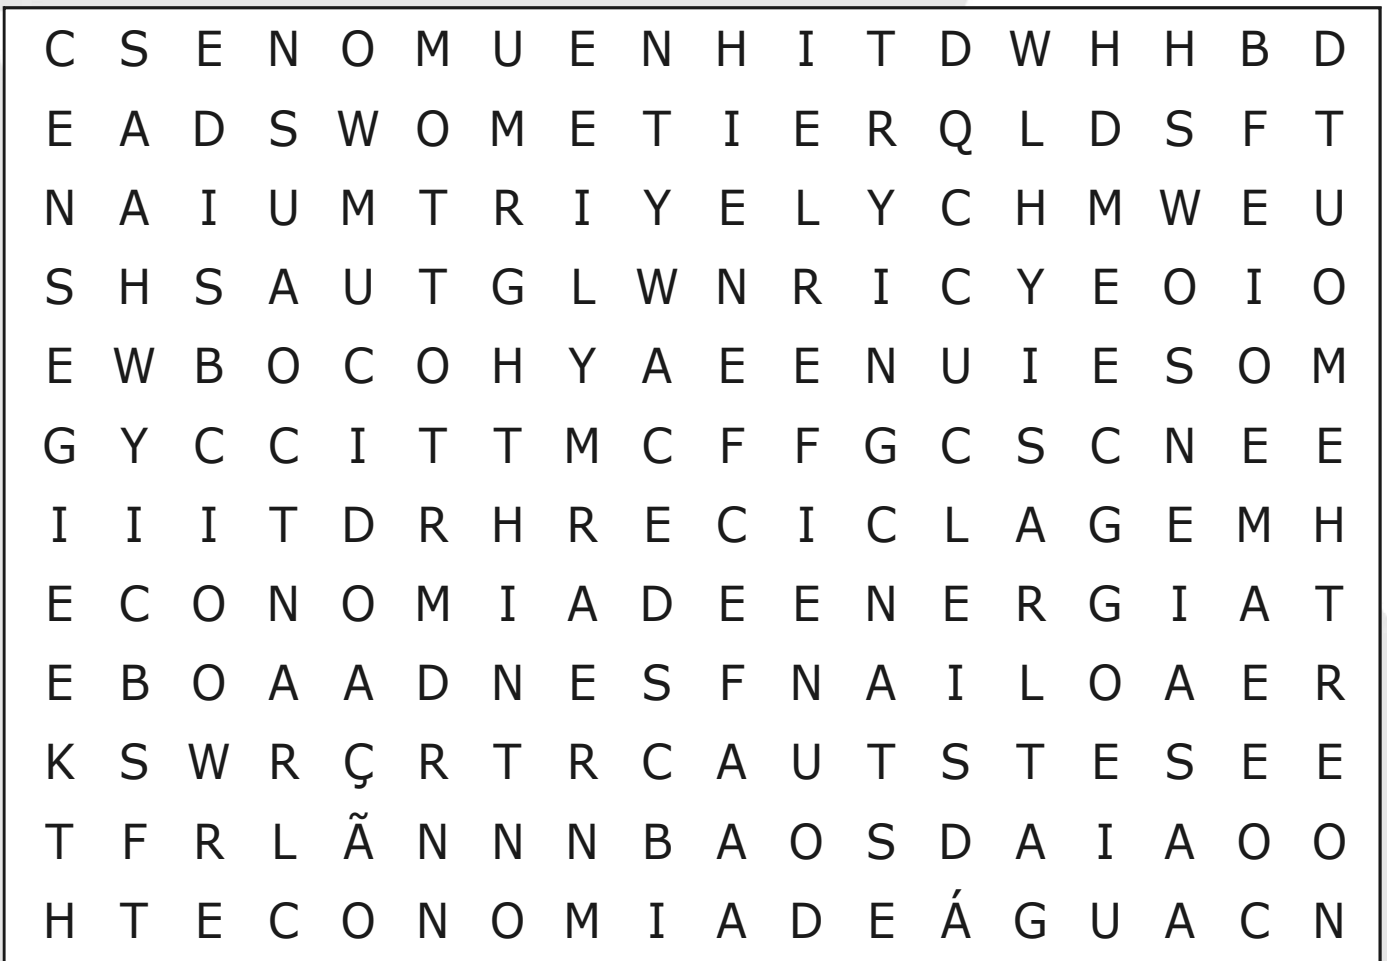 C S E N O M U E N H I T D W H H B D
E A D S W O M E T I E R Q L D S F T
N A I U M T R I Y E L Y C H M W E U
S H S A U T G L W N R I C Y E O I O
E W B O C O H Y A E E N U I E S O M
G Y C C I T T M C F F G C S C N E E
I I I T D R H R E C I C L A G E M H
E C O N O M I A D E E N E R G I A T
E B O A A D N E S F N A I L O A E R
K S W R Ç R T R C A U T S T E S E E
T F R L Ã N N N B A O S D A I A O O
H T E C O N O M I A D E Á G U A C N